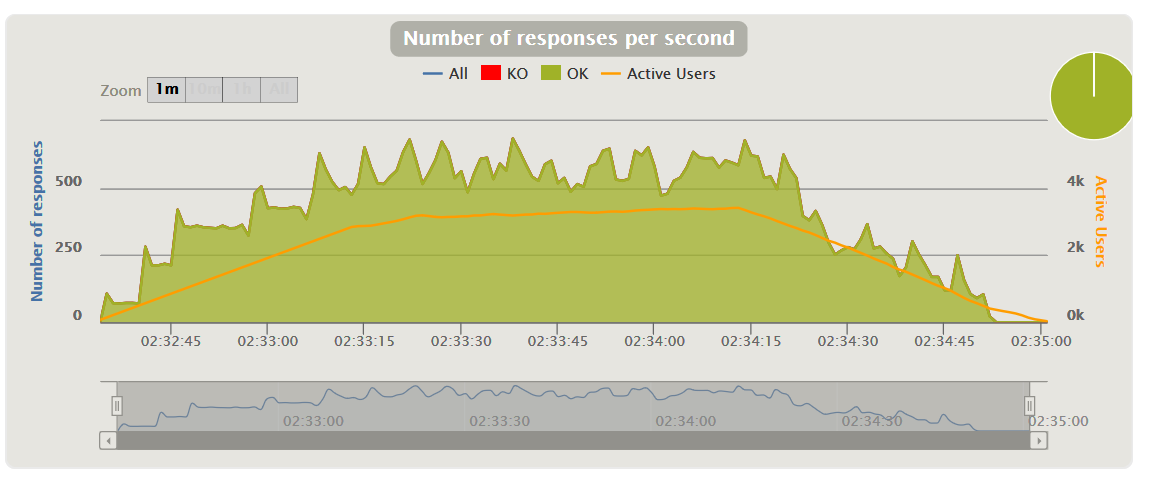 Number of responses per second
All KO OK Active Users
Zoom 1m 10m 1h All
Number of responses
500
250
0
4k
2k
0k
Active Users
02:32:45 02:33:00 02:33:15 02:33:30 02:33:45 02:34:00 02:34:15 02:34:30 02:34:45 02:35:00
02:33:00 02:33:30 02:34:00 02:34:30 02:35:00